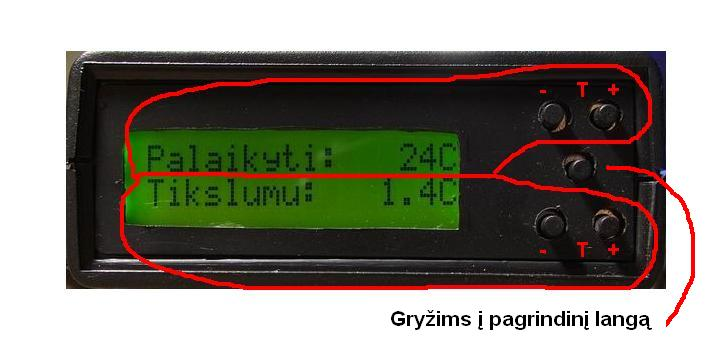 - T +
Palaikyti: 24C
Tikslumu: 1.4C
- T +
Gryžims į pagrindinį langą